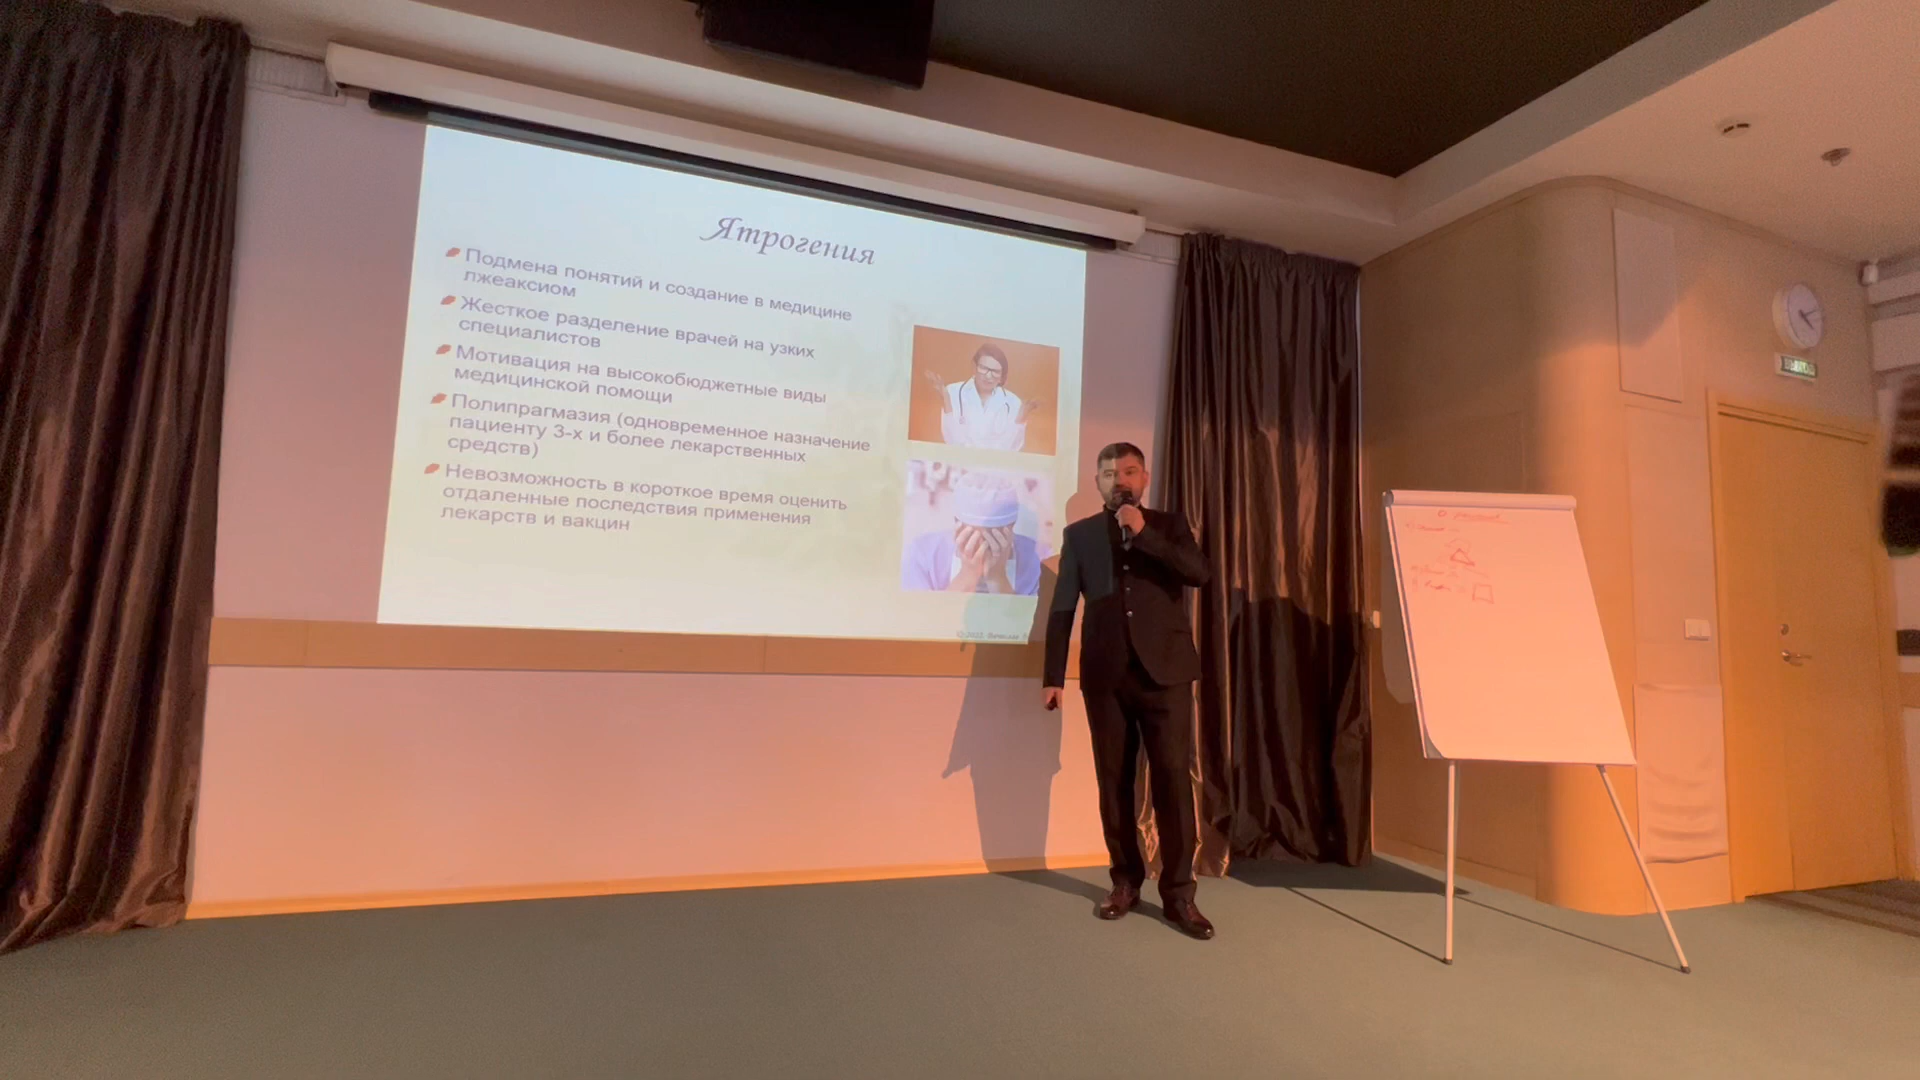 Ятрогения
Подмена понятий и создание в медицине
лжеаксиом
Жесткое разделение врачей на узких
специалистов
Мотивация на высокобюджетные виды
медицинской помощи
Полипрагмазия (одновременное назначение
пациенту 3-х и более лекарственных
средств)
Невозможность в короткое время оценить
отдаленные последствия применения
лекарств и вакцин
ВЫХОД